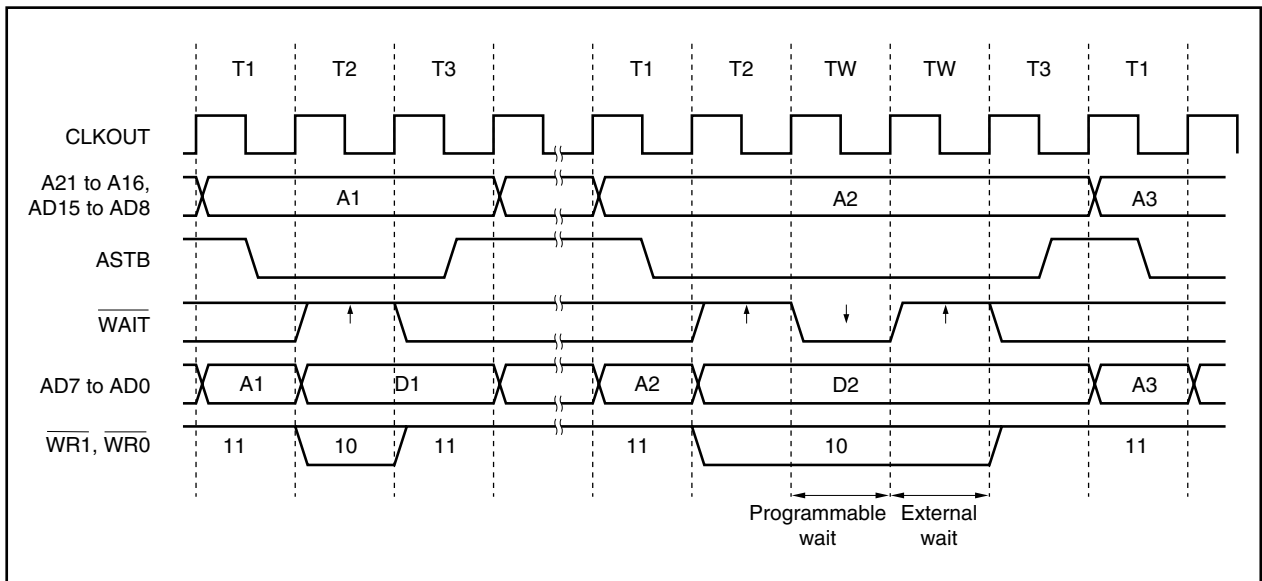 T1 T2 T3 T1 T2 TW TW T3 T1
CLKOUT
A21 to A16,
AD15 to AD8
A1 A2 A3
ASTB
WAIT
AD7 to AD0 A1 D1 A2 D2 A3
WR1, WR0 11 10 11 11 10 11
Programmable
wait
External
wait